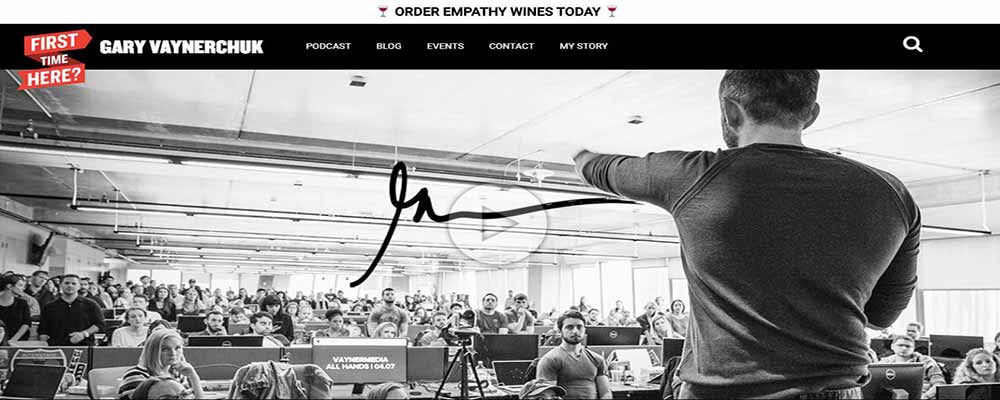 🍷 ORDER EMPATHY WINES TODAY 🍷
FIRST
TIME
HERE?
GARY VAYNERCHUK
PODCAST
BLOG
EVENTS
CONTACT
MY STORY
VAYNERMEDIA
ALL HANDS | 04.07